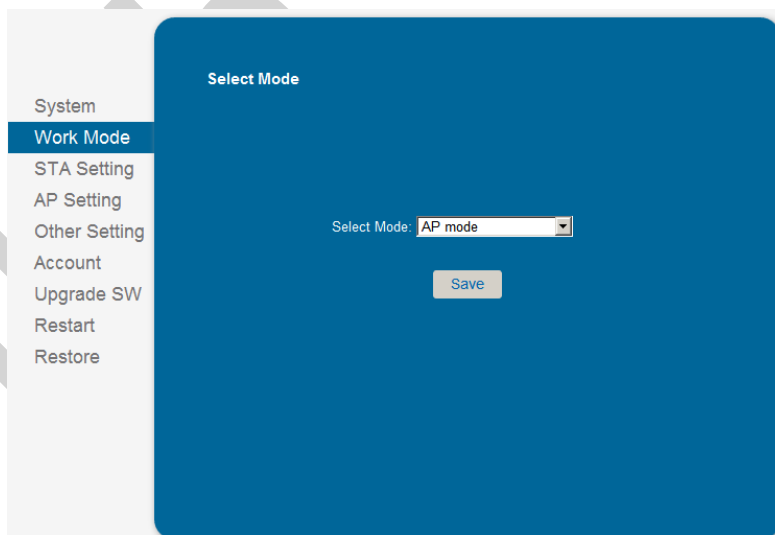 System
Work Mode
STA Setting
AP Setting
Other Setting
Account
Upgrade SW
Restart
Restore
Select Mode
Select Mode: AP mode
Save